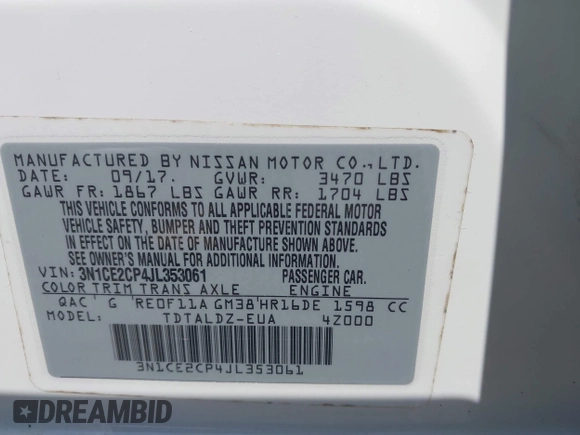 MANUFACTURED BY NISSAN MOTOR CO.,LTD.
DATE: 09/17. GVWR: 3470 LBS
GAWR FR: 1867 LBS GAWR RR: 1704 LBS
THIS VEHICLE CONFORMS TO ALL APPLICABLE FEDERAL MOTOR
VEHICLE SAFETY, BUMPER AND THEFT PREVENTION STANDARDS
IN EFFECT ON THE DATE OF MANUFACTURE SHOWN ABOVE.
SEE OWNER'S MANUAL FOR ADDITIONAL INFORMATION.
VIN: 3N1CE2CP4JL353061 PASSENGER CAR.
COLOR TRIM TRANS AXLE ENGINE
QAC G RE0F11A GM38 HR16DE 1598 CC
MODEL: TDTALDZ-EUA 4Z000
3N1CE2CP4JL353061
DREAMBID